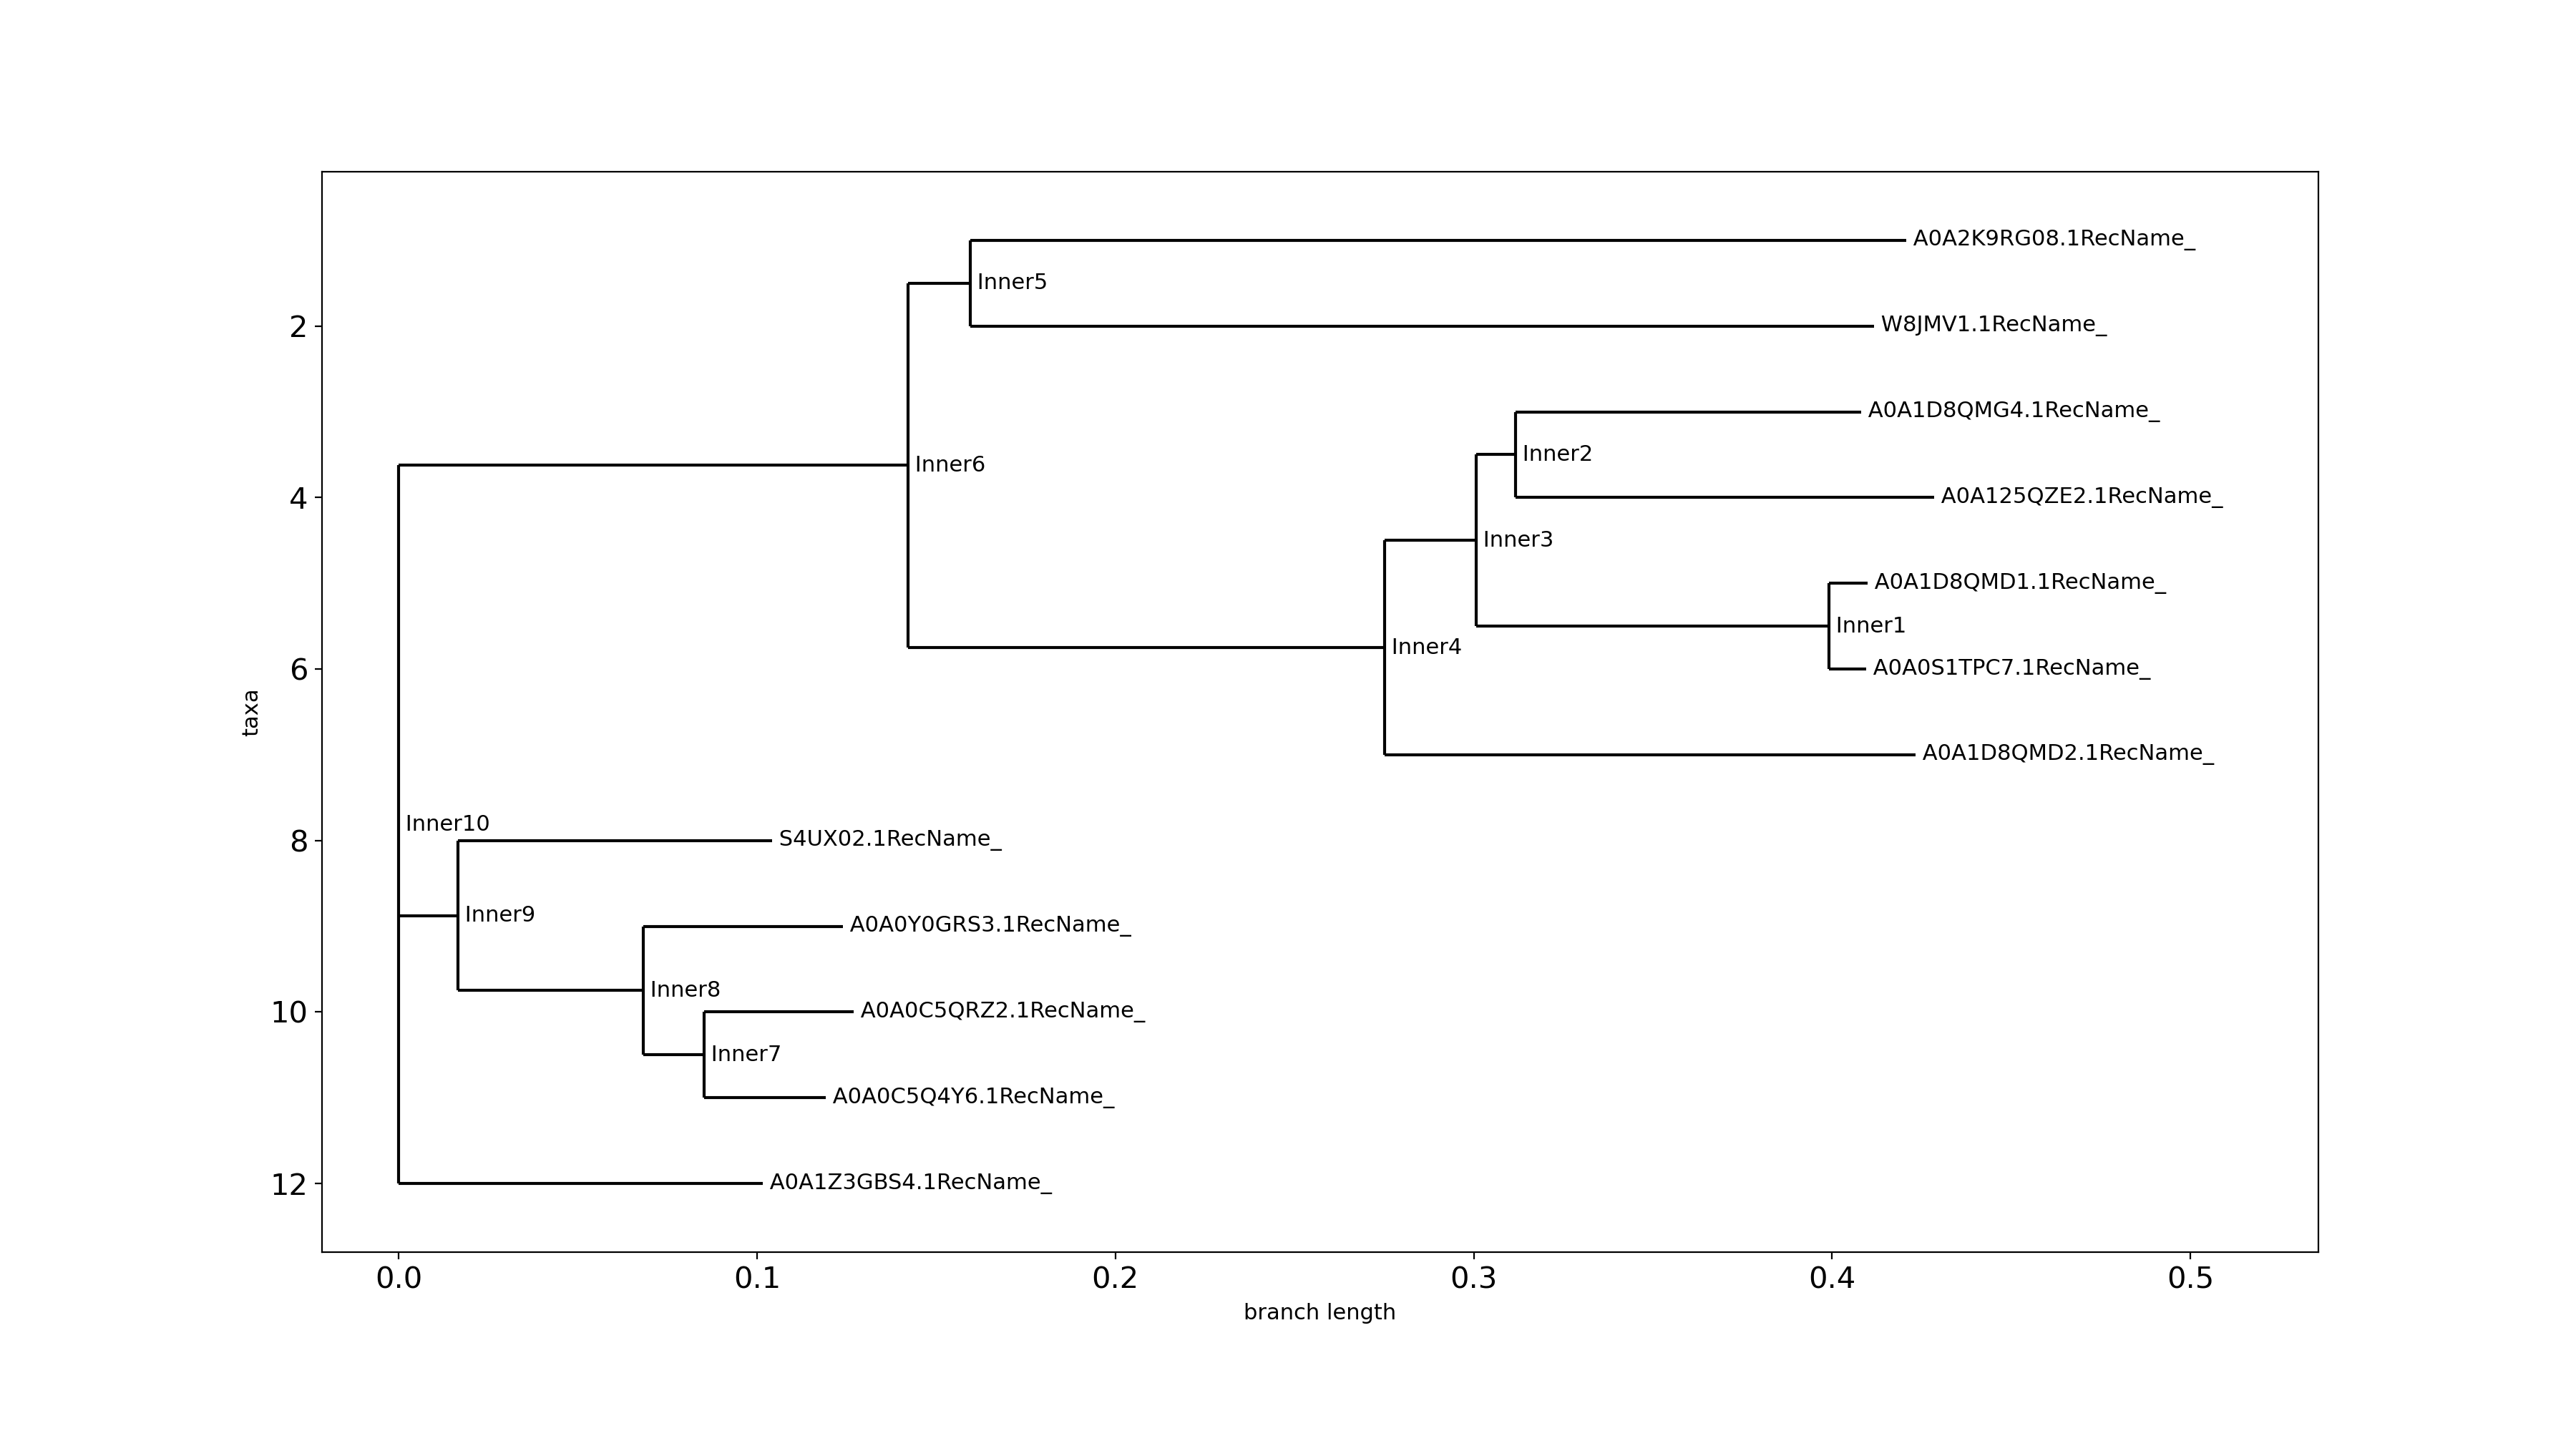 A0A2K9RG08.1RecName_
Inner5
2
W8JMV1.1RecName_
A0A1D8QMG4.1RecName_
Inner2
Inner6
4
A0A125QZE2.1RecName_
Inner3
A0A1D8QMD1.1RecName_
Inner1
Inner4
6
A0A0S1TPC7.1RecName_
taxa
A0A1D8QMD2.1RecName_
Inner10
8
S4UX02.1RecName_
Inner9
A0A0Y0GRS3.1RecName_
Inner8
10
A0A0C5QRZ2.1RecName_
Inner7
A0A0C5Q4Y6.1RecName_
12
A0A1Z3GBS4.1RecName_
0.0 0.1 0.2 0.3 0.4 0.5
branch length